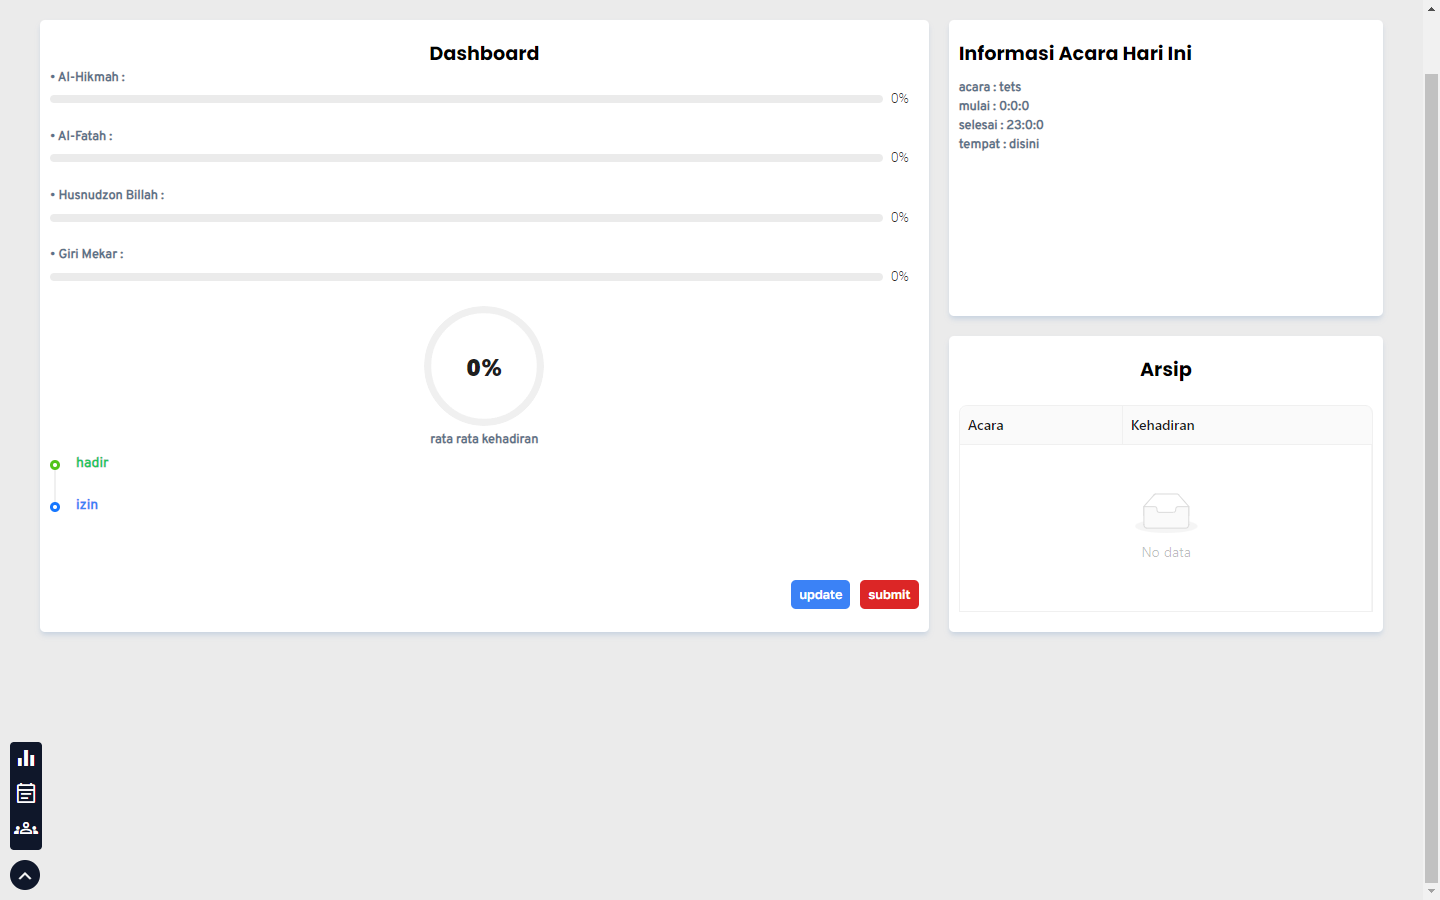 Dashboard
• Al-Hikmah :
0%
• Al-Fatah :
0%
• Husnudzon Billah :
0%
• Giri Mekar :
0%
0%
rata rata kehadiran
hadir
izin
update submit
Informasi Acara Hari Ini
acara : tets
mulai : 0:0:0
selesai : 23:0:0
tempat : disini
Arsip
Acara Kehadiran
No data